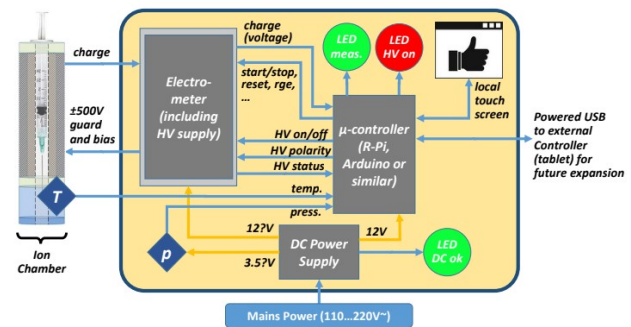 charge
±500V
guard
and bias
T
Ion
Chamber
Electro-
meter
(including
HV supply)
charge
(voltage)
start/stop,
reset, rge,
...
HV on/off
HV polarity
HV status
temp.
press.
LED
meas.
LED
HV on
µ-controller
(R-Pi,
Arduino or
similar)
local
touch
screen
Powered USB
to external
Controller
(tablet) for
future expansion
p
12?V
3.5?V
12V
DC Power
Supply
LED
DC ok
Mains Power (110...220V~)